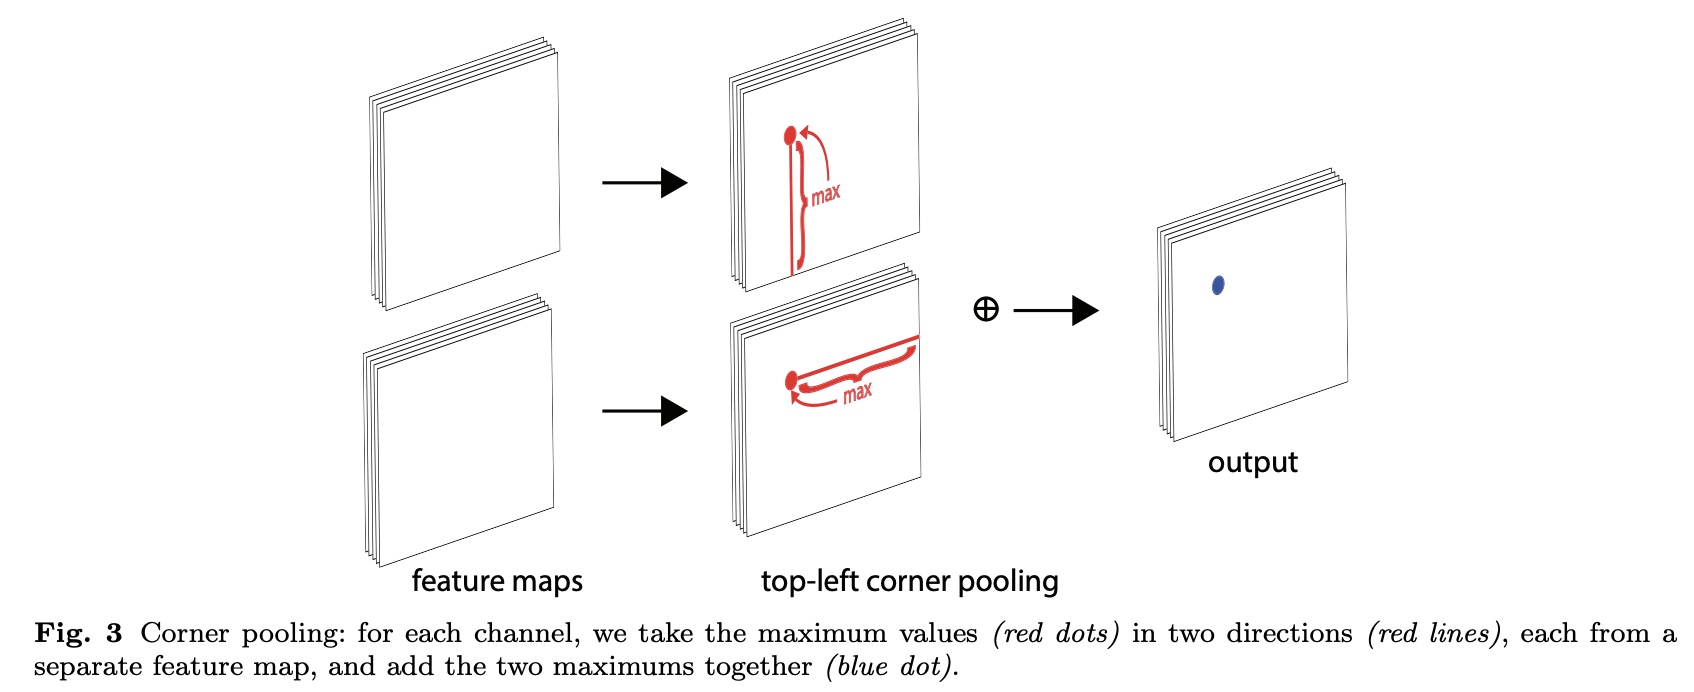 max
max
⊕
output
feature maps
top-left corner pooling
Fig. 3 Corner pooling: for each channel, we take the maximum values (red dots) in two directions (red lines), each from a
separate feature map, and add the two maximums together (blue dot).